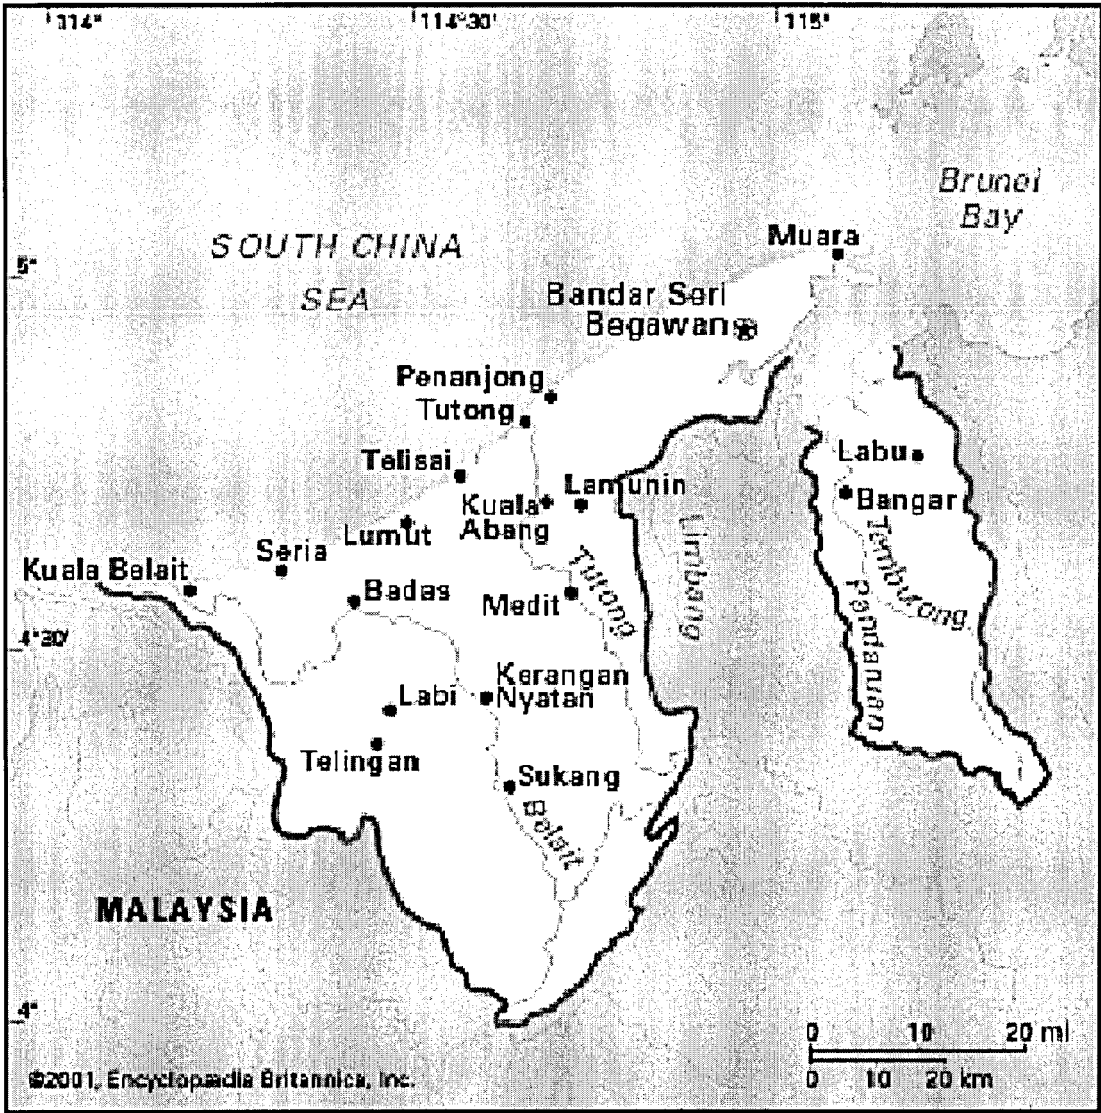 114°
114°30'
115°
Brunei
Bay
Muara
SOUTH CHINA
SEA
5°
Bandar Seri
Begawan
Penanjong
Tutong
Telisai
Labu
Lamunin
Kuala
Abang
Bangar
Lumut
Seria
Limbang
Kuala Belait
Badas
Tutong
Medit
Temburong
Pandaruan
4°30'
Kerangan
Nyatan
Labi
Telingan
Sukang
Belait
MALAYSIA
4°
0 10 20 mi
0 10 20 km
©2001, Encyclopædia Britannica, Inc.